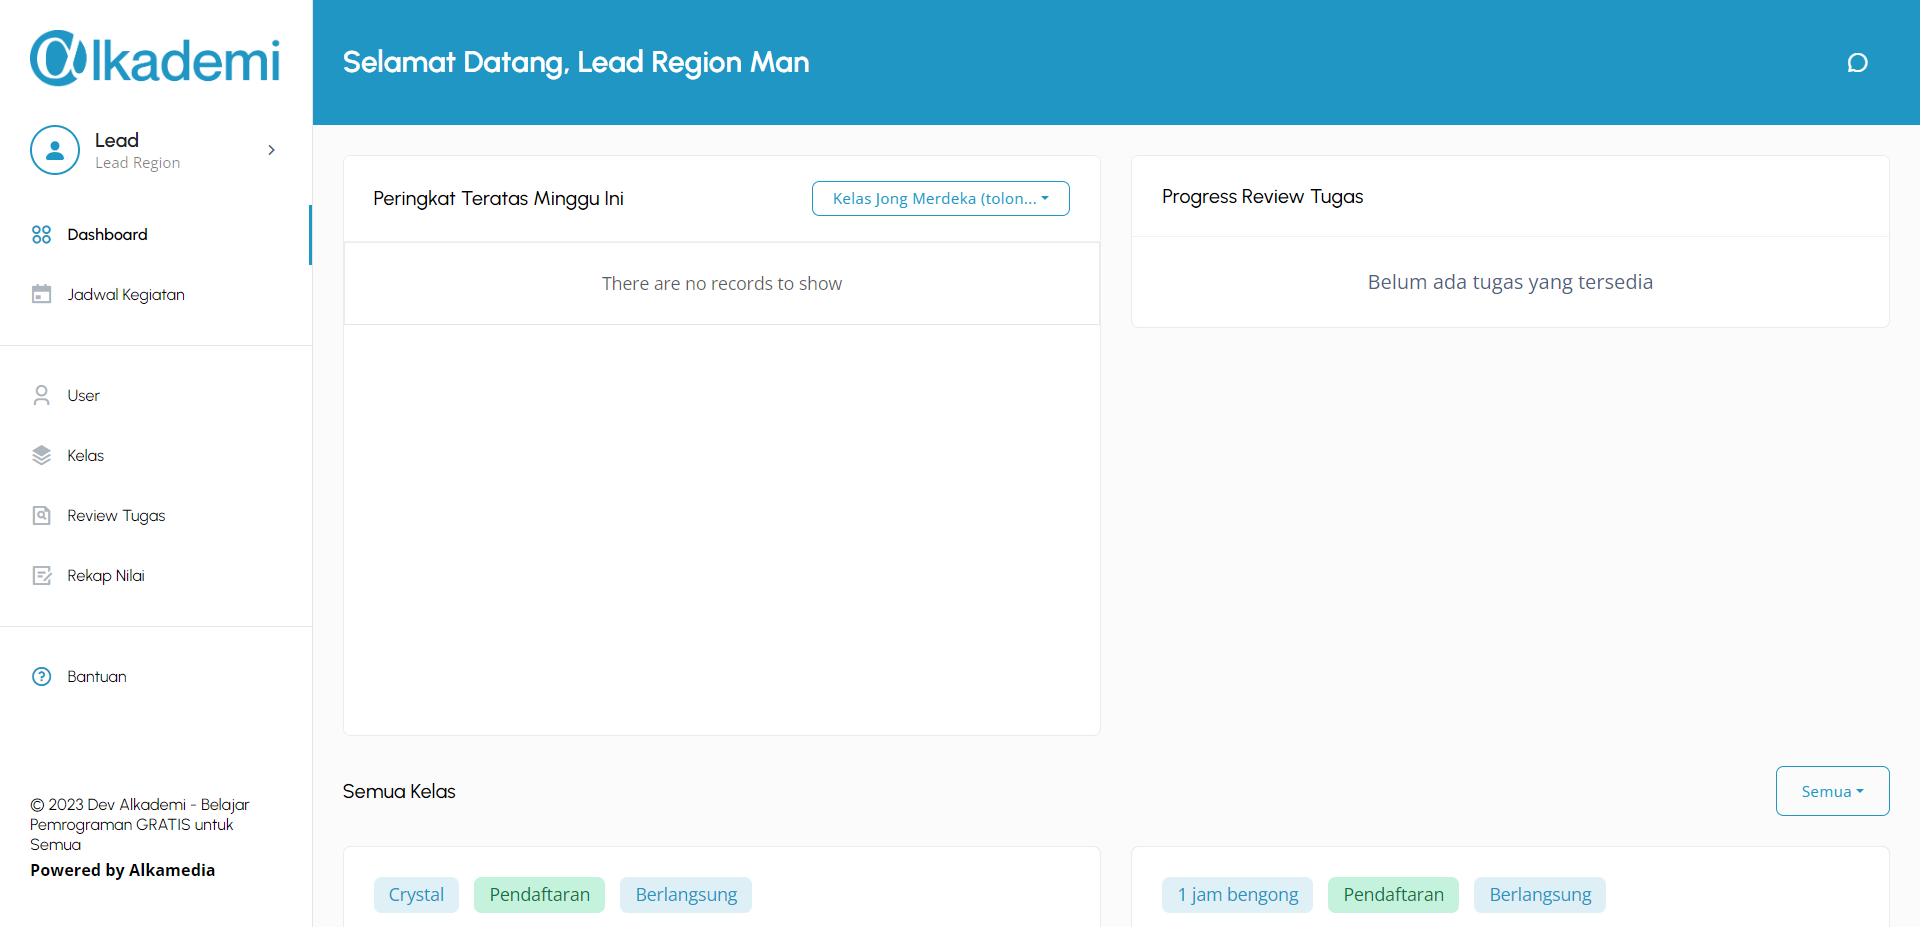 @lkademi
Selamat Datang, Lead Region Man
Lead
Lead Region
Dashboard
Jadwal Kegiatan
User
Kelas
Review Tugas
Rekap Nilai
Bantuan
© 2023 Dev Alkademi - Belajar
Pemrograman GRATIS untuk
Semua
Powered by Alkamedia
Peringkat Teratas Minggu Ini
Kelas Jong Merdeka (tolon...
There are no records to show
Progress Review Tugas
Belum ada tugas yang tersedia
Semua Kelas
Semua
Crystal Pendaftaran Berlangsung
1 jam bengong Pendaftaran Berlangsung